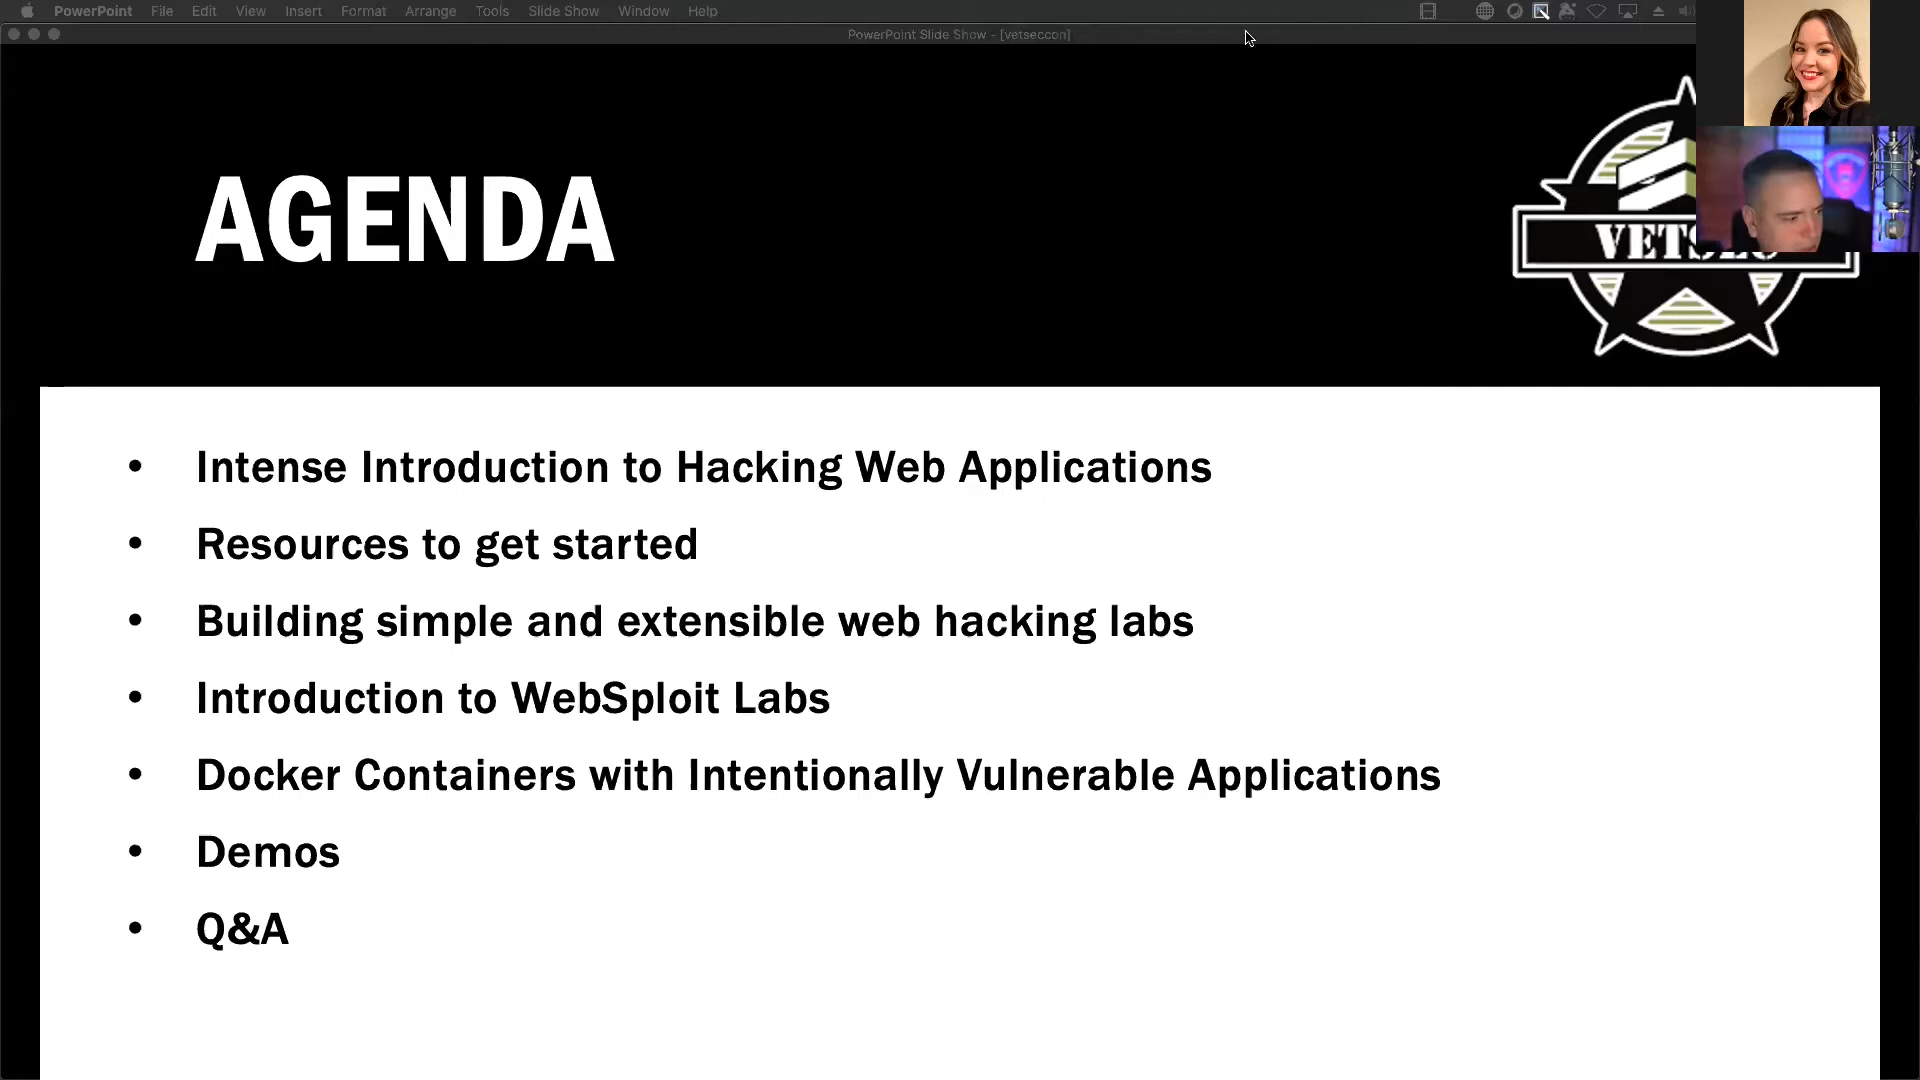 PowerPoint File Edit View Insert Format Arrange Tools Slide Show Window Help
PowerPoint Slide Show - [vetseccon]
AGENDA
• Intense Introduction to Hacking Web Applications
• Resources to get started
• Building simple and extensible web hacking labs
• Introduction to WebSploit Labs
• Docker Containers with Intentionally Vulnerable Applications
• Demos
• Q&A